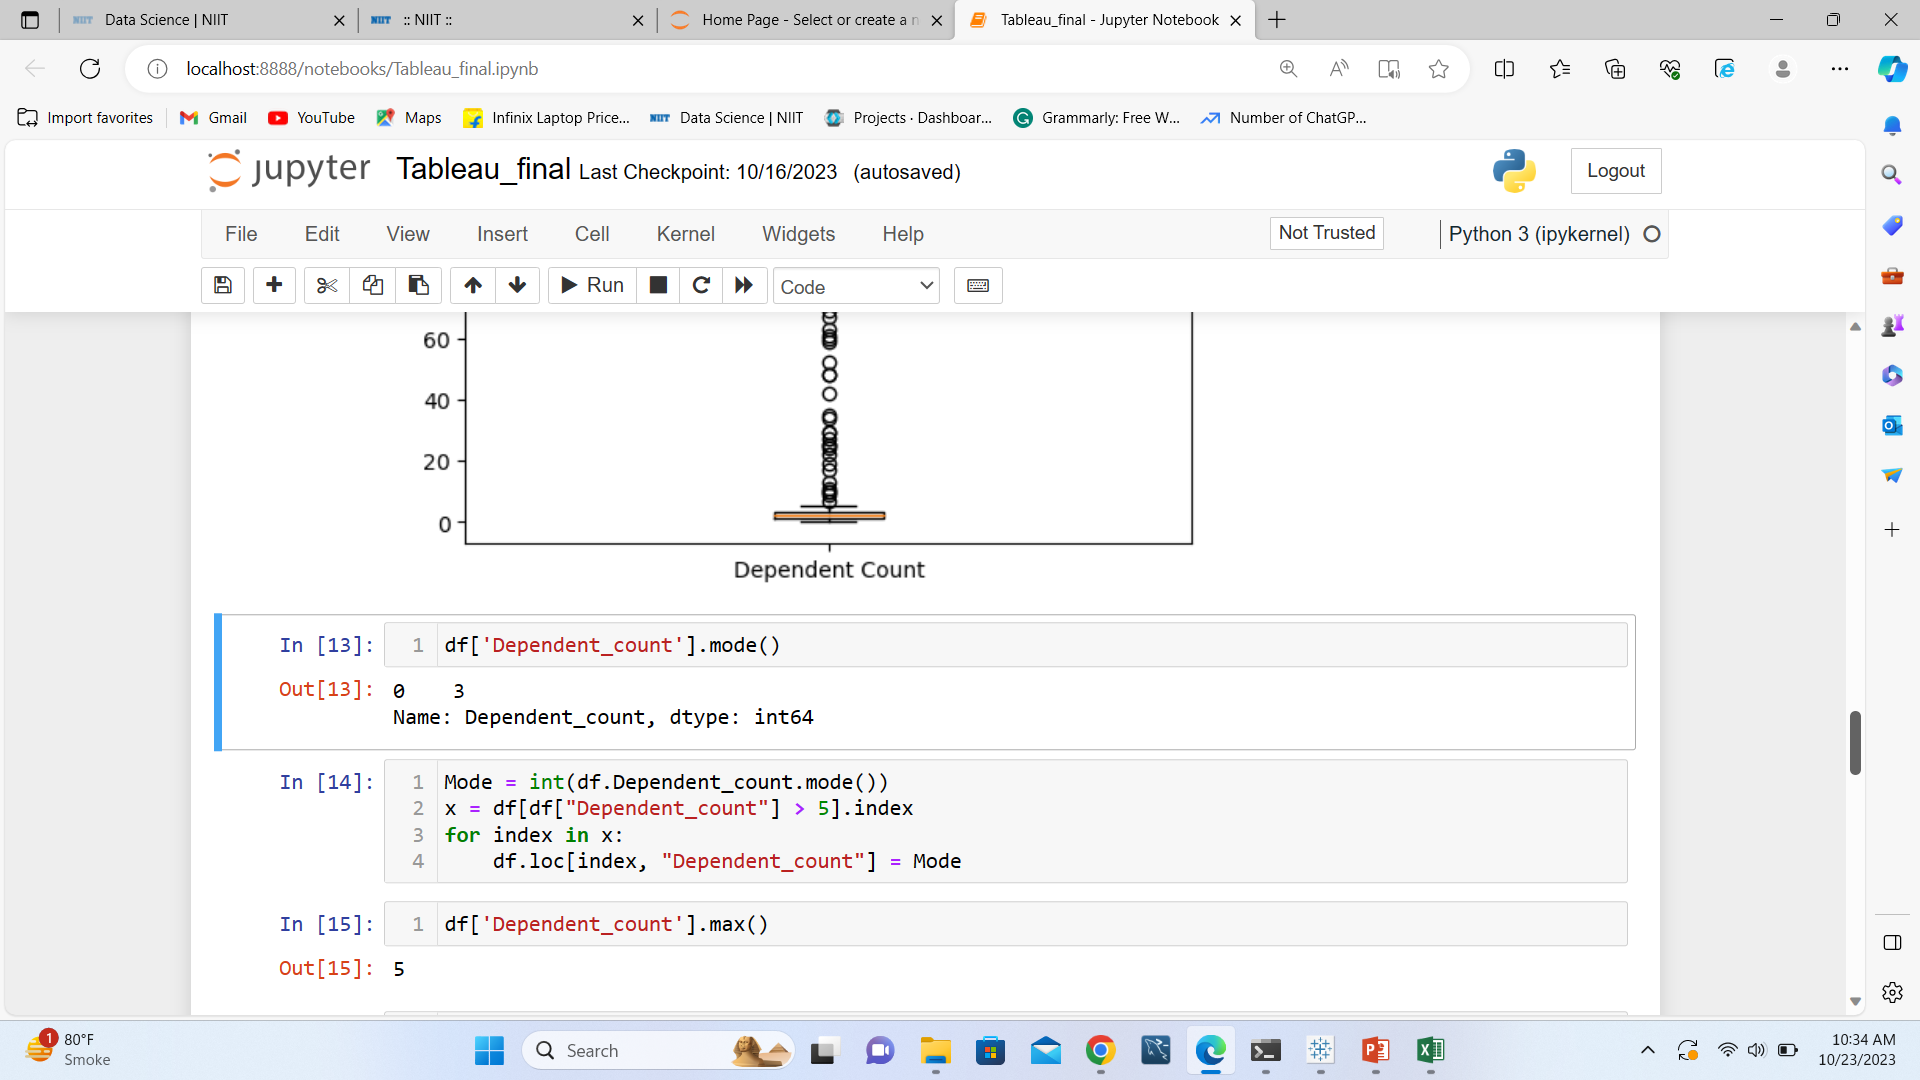 Data Science | NIIT
:: NIIT ::
Home Page - Select or create a n
Tableau_final - Jupyter Notebook
localhost:8888/notebooks/Tableau_final.ipynb
Import favorites
Gmail
YouTube
Maps
Infinix Laptop Price...
Data Science | NIIT
Projects · Dashboar...
Grammarly: Free W...
Number of ChatGP...
jupyter Tableau_final Last Checkpoint: 10/16/2023 (autosaved)
Logout
File Edit View Insert Cell Kernel Widgets Help
Not Trusted
Python 3 (ipykernel)
Run
Code
60
40
20
0
Dependent Count
In [13]: 1 df['Dependent_count'].mode()
Out[13]: 0    3
Name: Dependent_count, dtype: int64
In [14]: 1 Mode = int(df.Dependent_count.mode())
2 x = df[df["Dependent_count"] > 5].index
3 for index in x:
4     df.loc[index, "Dependent_count"] = Mode
In [15]: 1 df['Dependent_count'].max()
Out[15]: 5
1
80°F
Smoke
Search
10:34 AM
10/23/2023